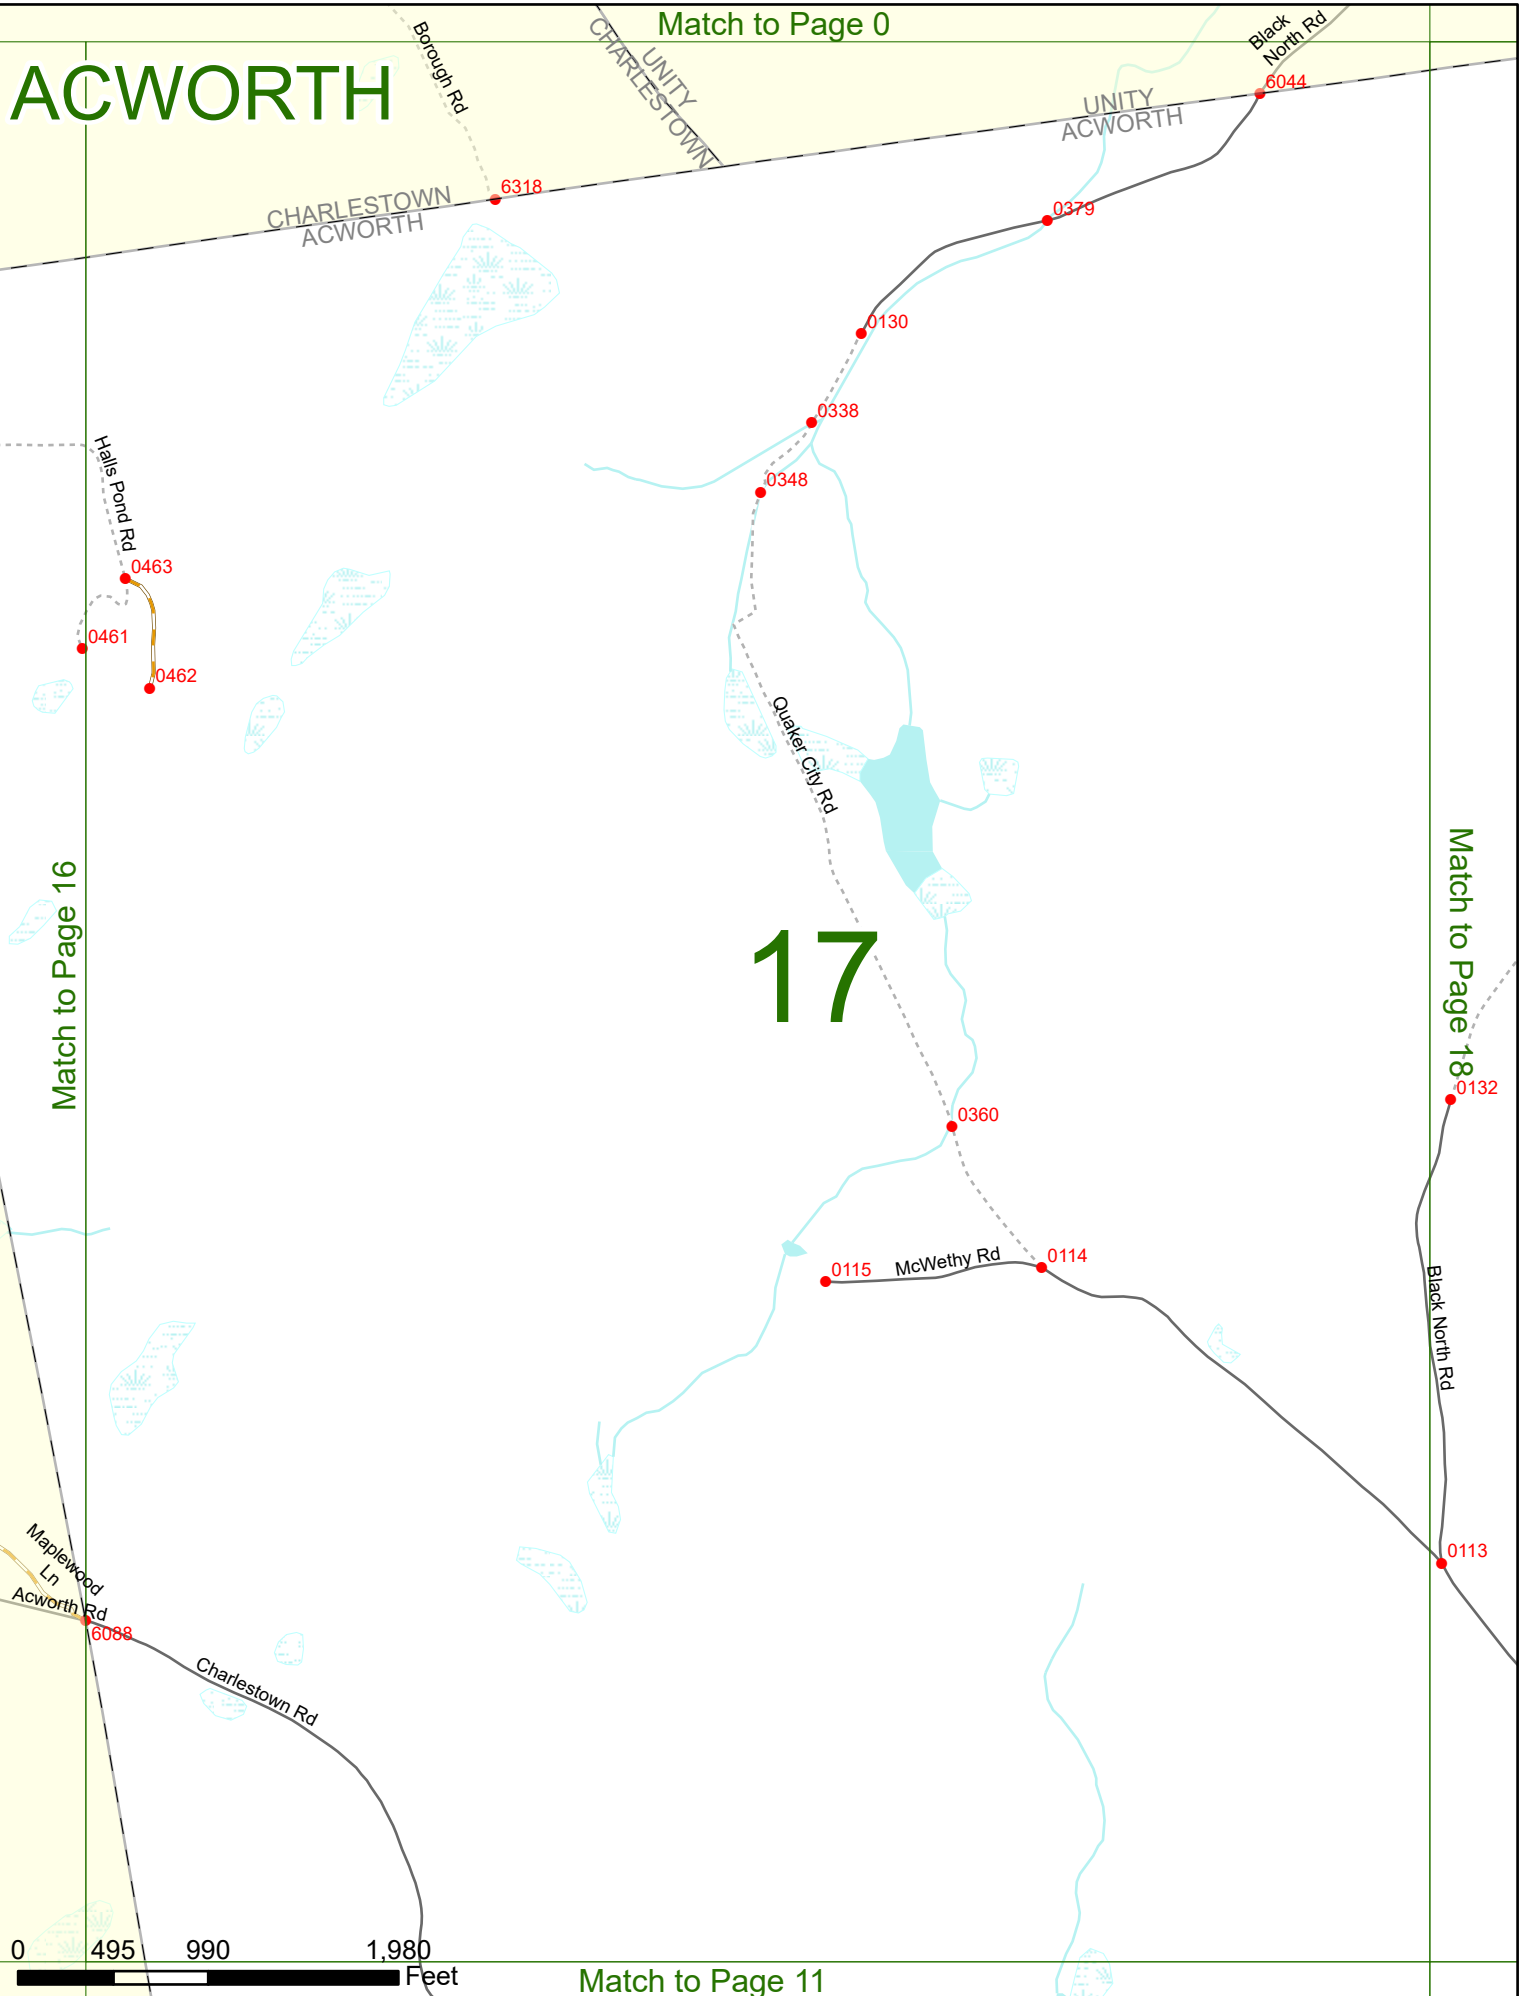 Match to Page 0
ACWORTH
Borough Rd
UNITY
CHARLESTOWN
Black
North Rd
6044
UNITY
ACWORTH
6318
CHARLESTOWN
ACWORTH
0379
0130
0338
Halls Pond Rd
0348
0463
0461
0462
Quaker City Rd
Match to Page 16
17
Match to Page 18
0132
0360
0115
McWethy Rd
0114
Black North Rd
0113
Maplewood
Ln
Acworth Rd
6088
Charlestown Rd
0 495 990 1,980
Feet
Match to Page 11